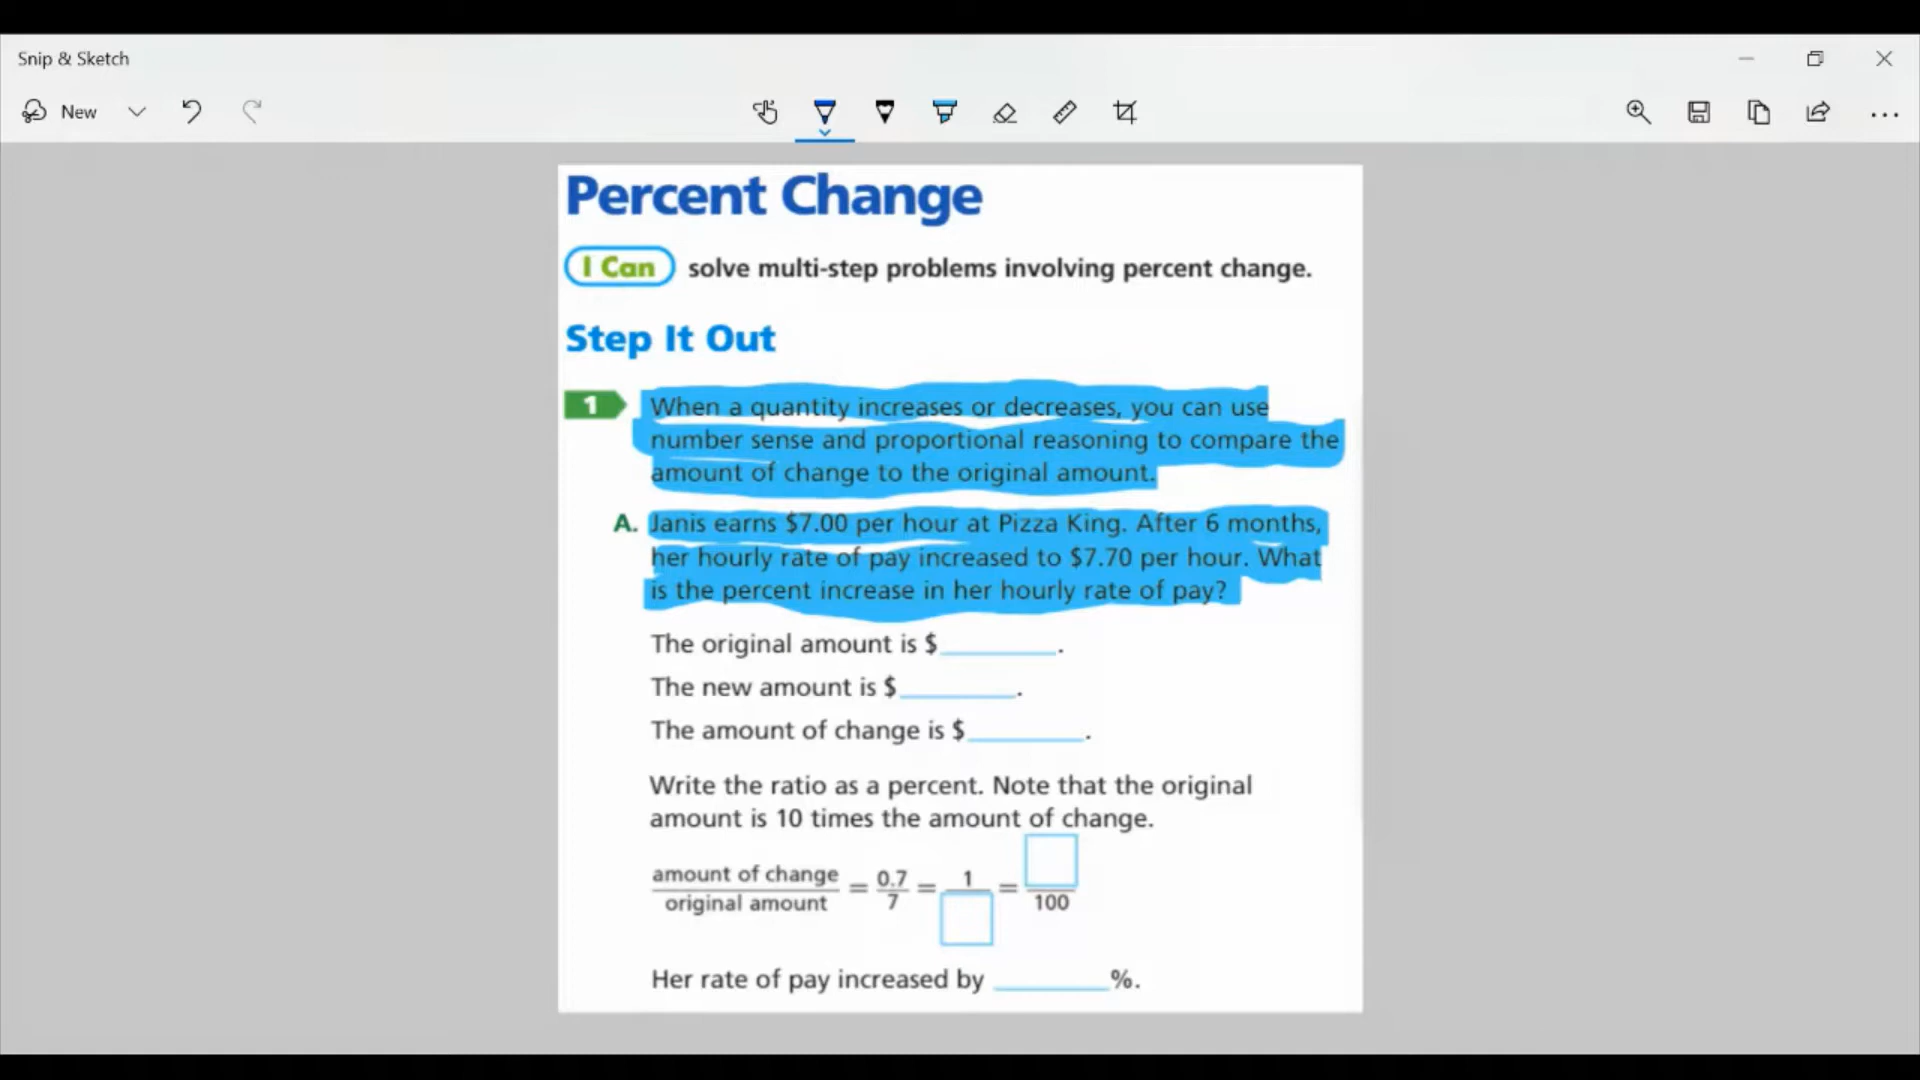 Snip & Sketch
New
Percent Change
I Can solve multi-step problems involving percent change.
Step It Out
1 When a quantity increases or decreases, you can use
number sense and proportional reasoning to compare the
amount of change to the original amount.
A. Janis earns $7.00 per hour at Pizza King. After 6 months,
her hourly rate of pay increased to $7.70 per hour. What
is the percent increase in her hourly rate of pay?
The original amount is $________.
The new amount is $________.
The amount of change is $________.
Write the ratio as a percent. Note that the original
amount is 10 times the amount of change.
amount of change / original amount = 0.7 / 7 = 1 / □ = □ / 100
Her rate of pay increased by ________%.